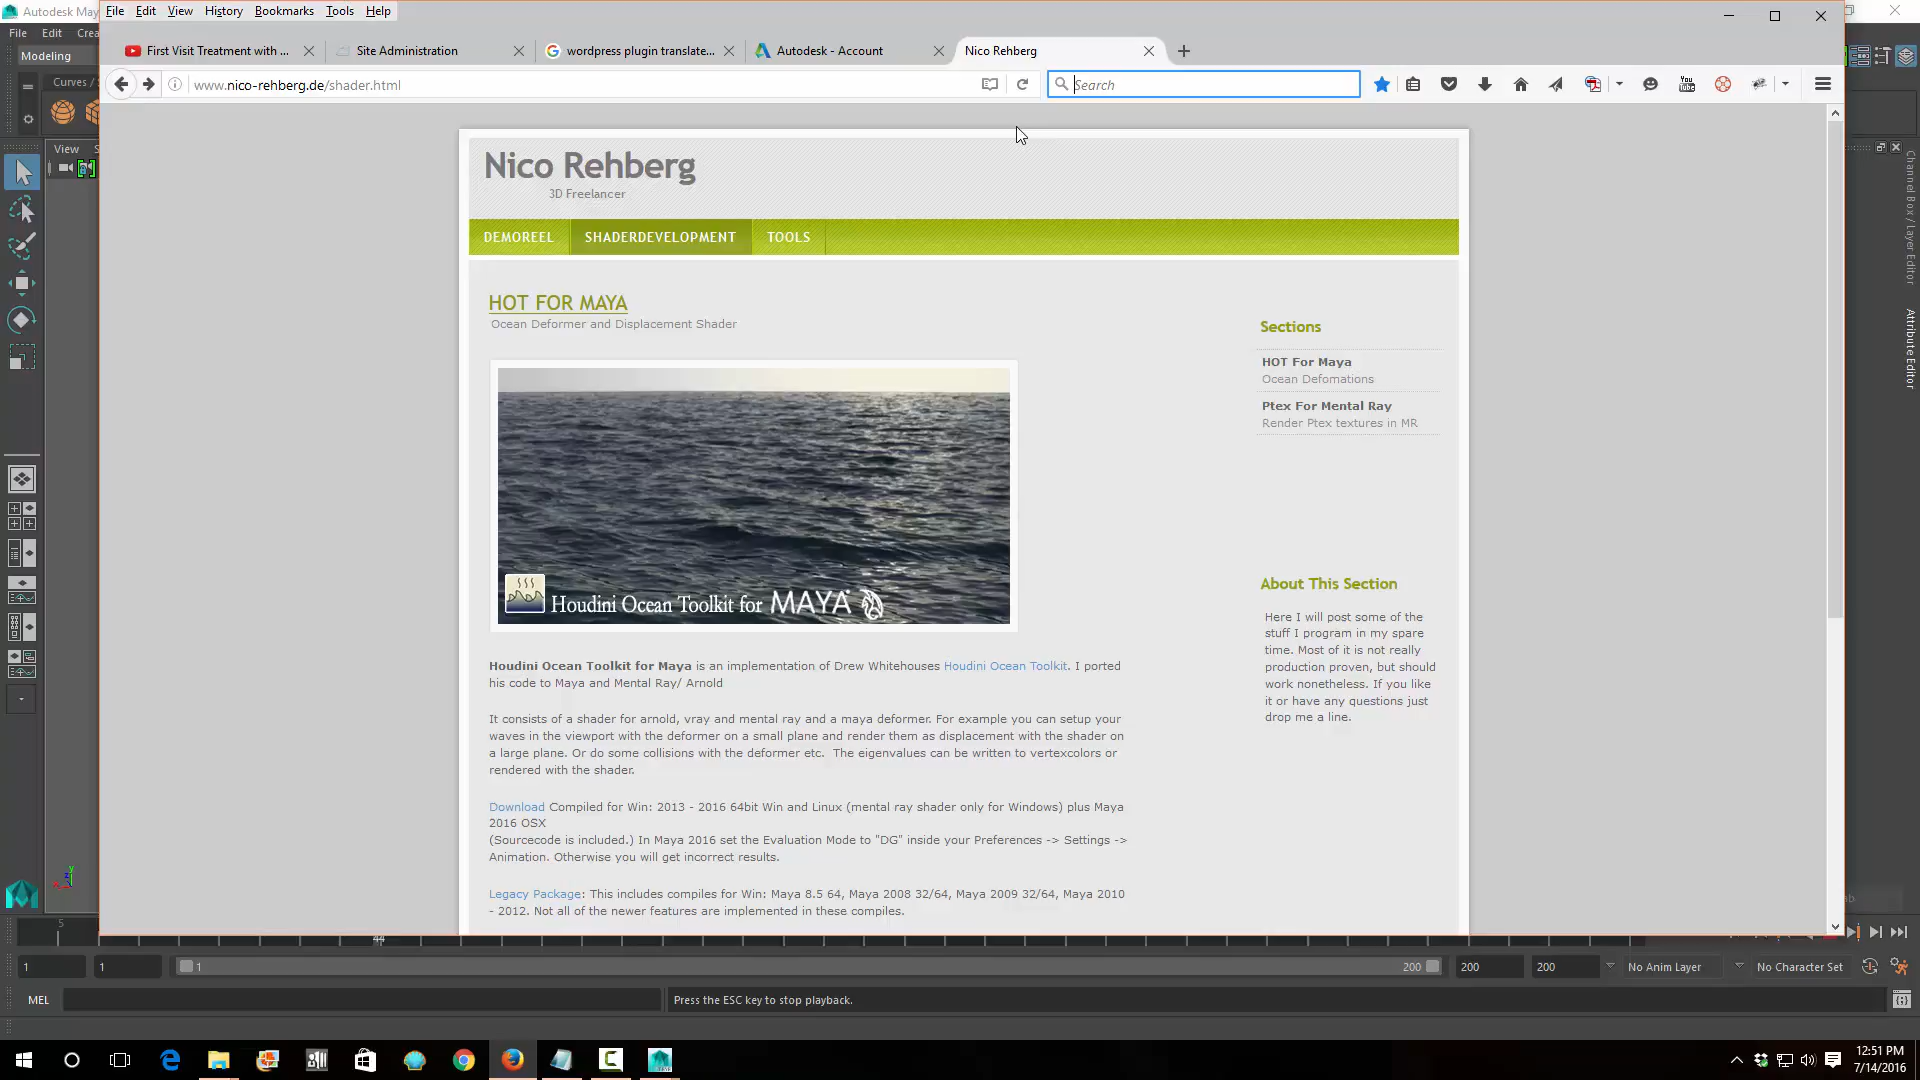 Autodesk May
File Edit View History Bookmarks Tools Help
File Edit Crea
First Visit Treatment with ...
Site Administration
wordpress plugin translate...
Autodesk - Account
Nico Rehberg
Modeling
www.nico-rehberg.de/shader.html
Search
Curves / S
View S
Nico Rehberg
3D Freelancer
DEMOREEL SHADERDEVELOPMENT TOOLS
HOT FOR MAYA
Ocean Deformer and Displacement Shader
Houdini Ocean Toolkit for MAYA
Houdini Ocean Toolkit for Maya is an implementation of Drew Whitehouses Houdini Ocean Toolkit. I ported
his code to Maya and Mental Ray/ Arnold
It consists of a shader for arnold, vray and mental ray and a maya deformer. For example you can setup your
waves in the viewport with the deformer on a small plane and render them as displacement with the shader on
a large plane. Or do some collisions with the deformer etc. The eigenvalues can be written to vertexcolors or
rendered with the shader.
Download Compiled for Win: 2013 - 2016 64bit Win and Linux (mental ray shader only for Windows) plus Maya
2016 OSX
(Sourcecode is included.) In Maya 2016 set the Evaluation Mode to "DG" inside your Preferences -> Settings ->
Animation. Otherwise you will get incorrect results.
Legacy Package: This includes compiles for Win: Maya 8.5 64, Maya 2008 32/64, Maya 2009 32/64, Maya 2010
- 2012. Not all of the newer features are implemented in these compiles.
Sections
HOT For Maya
Ocean Defomations
Ptex For Mental Ray
Render Ptex textures in MR
About This Section
Here I will post some of the
stuff I program in my spare
time. Most of it is not really
production proven, but should
work nonetheless. If you like
it or have any questions just
drop me a line.
Channel Box / Layer Editor
Attribute Editor
5
44
1
1
1
200
200
200
No Anim Layer
No Character Set
MEL
Press the ESC key to stop playback.
12:51 PM
7/14/2016